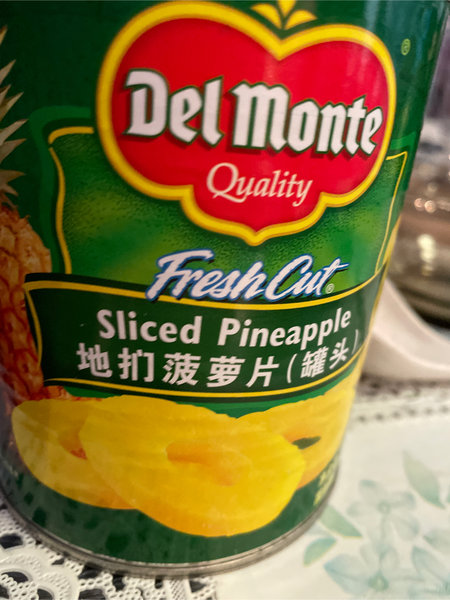 Del Monte
Quality
Fresh Cut
Sliced Pineapple
地扪菠萝片(罐头)